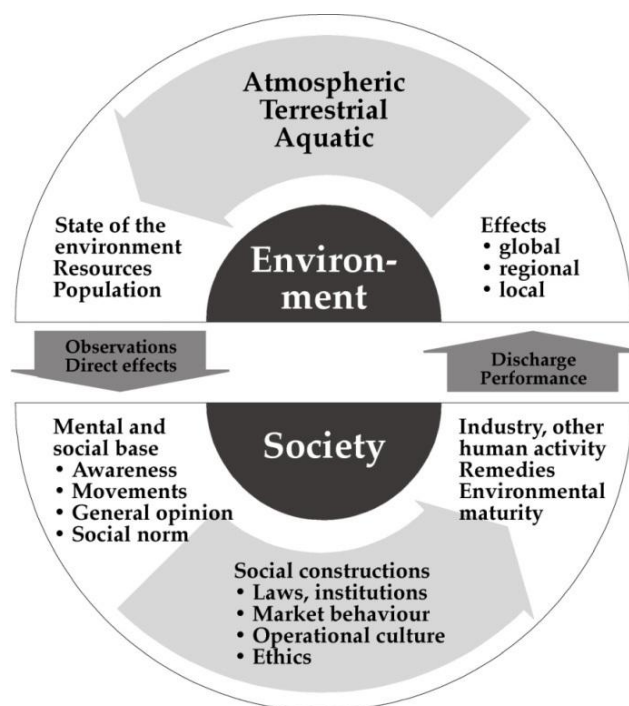 Atmospheric
Terrestrial
Aquatic
State of the
environment
Resources
Population
Environ-
ment
Effects
• global
• regional
• local
Observations
Direct effects
Discharge
Performance
Mental and
social base
• Awareness
• Movements
• General opinion
• Social norm
Society
Industry, other
human activity
Remedies
Environmental
maturity
Social constructions
• Laws, institutions
• Market behaviour
• Operational culture
• Ethics